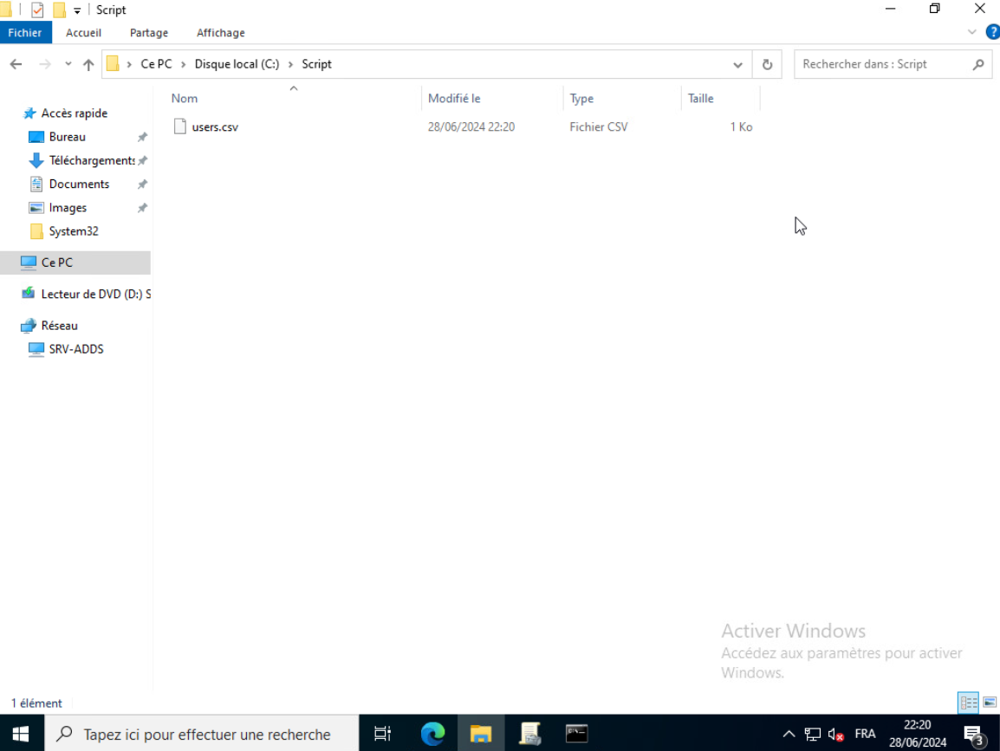 Script
Fichier Accueil Partage Affichage
Ce PC Disque local (C:) Script
Rechercher dans : Script
Nom Modifié le Type Taille
users.csv 28/06/2024 22:20 Fichier CSV 1 Ko
Accès rapide
Bureau
Téléchargements
Documents
Images
System32
Ce PC
Lecteur de DVD (D:) S
Réseau
SRV-ADDS
Activer Windows
Accédez aux paramètres pour activer
Windows.
1 élément
Tapez ici pour effectuer une recherche
FRA
22:20
28/06/2024
3